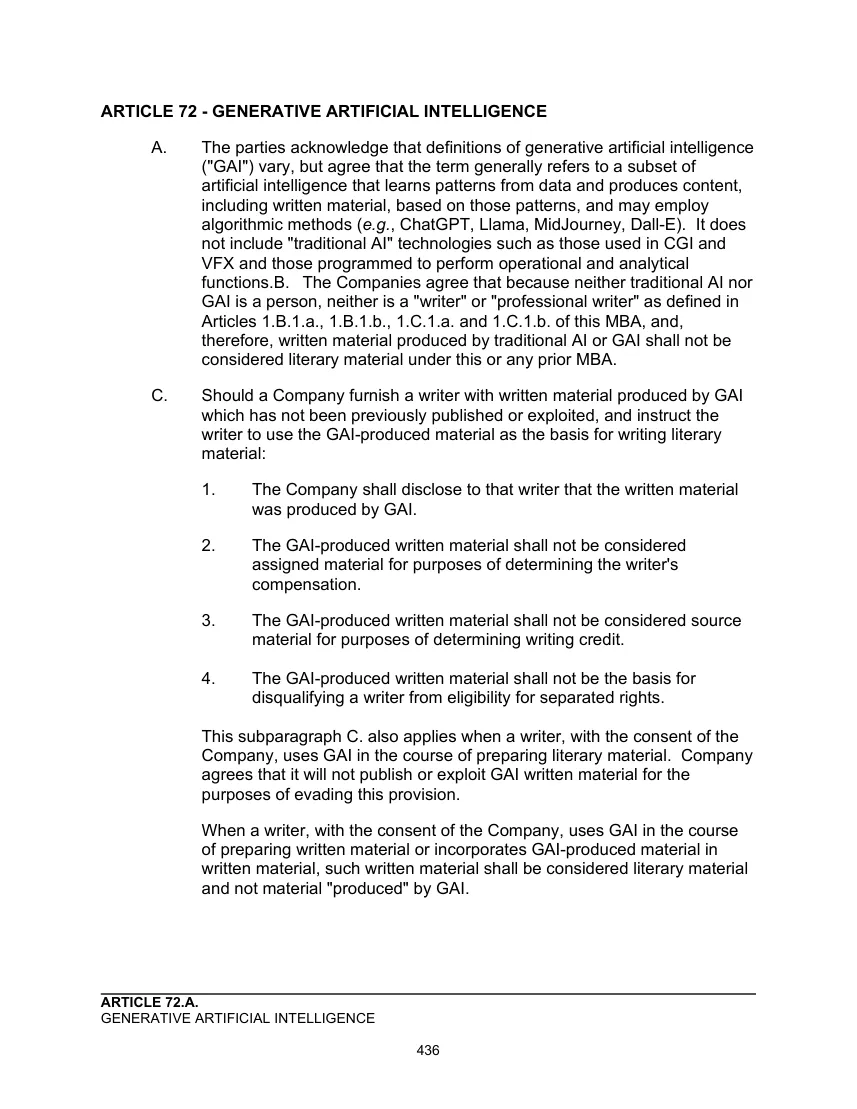 ARTICLE 72 - GENERATIVE ARTIFICIAL INTELLIGENCE
A. The parties acknowledge that definitions of generative artificial intelligence
("GAI") vary, but agree that the term generally refers to a subset of
artificial intelligence that learns patterns from data and produces content,
including written material, based on those patterns, and may employ
algorithmic methods (e.g., ChatGPT, Llama, MidJourney, Dall-E).  It does
not include "traditional AI" technologies such as those used in CGI and
VFX and those programmed to perform operational and analytical
functions.B.   The Companies agree that because neither traditional AI nor
GAI is a person, neither is a "writer" or "professional writer" as defined in
Articles 1.B.1.a., 1.B.1.b., 1.C.1.a. and 1.C.1.b. of this MBA, and,
therefore, written material produced by traditional AI or GAI shall not be
considered literary material under this or any prior MBA.
C. Should a Company furnish a writer with written material produced by GAI
which has not been previously published or exploited, and instruct the
writer to use the GAI-produced material as the basis for writing literary
material:
1. The Company shall disclose to that writer that the written material
was produced by GAI.
2. The GAI-produced written material shall not be considered
assigned material for purposes of determining the writer's
compensation.
3. The GAI-produced written material shall not be considered source
material for purposes of determining writing credit.
4. The GAI-produced written material shall not be the basis for
disqualifying a writer from eligibility for separated rights.
This subparagraph C. also applies when a writer, with the consent of the
Company, uses GAI in the course of preparing literary material.  Company
agrees that it will not publish or exploit GAI written material for the
purposes of evading this provision.
When a writer, with the consent of the Company, uses GAI in the course
of preparing written material or incorporates GAI-produced material in
written material, such written material shall be considered literary material
and not material "produced" by GAI.
ARTICLE 72.A.
GENERATIVE ARTIFICIAL INTELLIGENCE
436